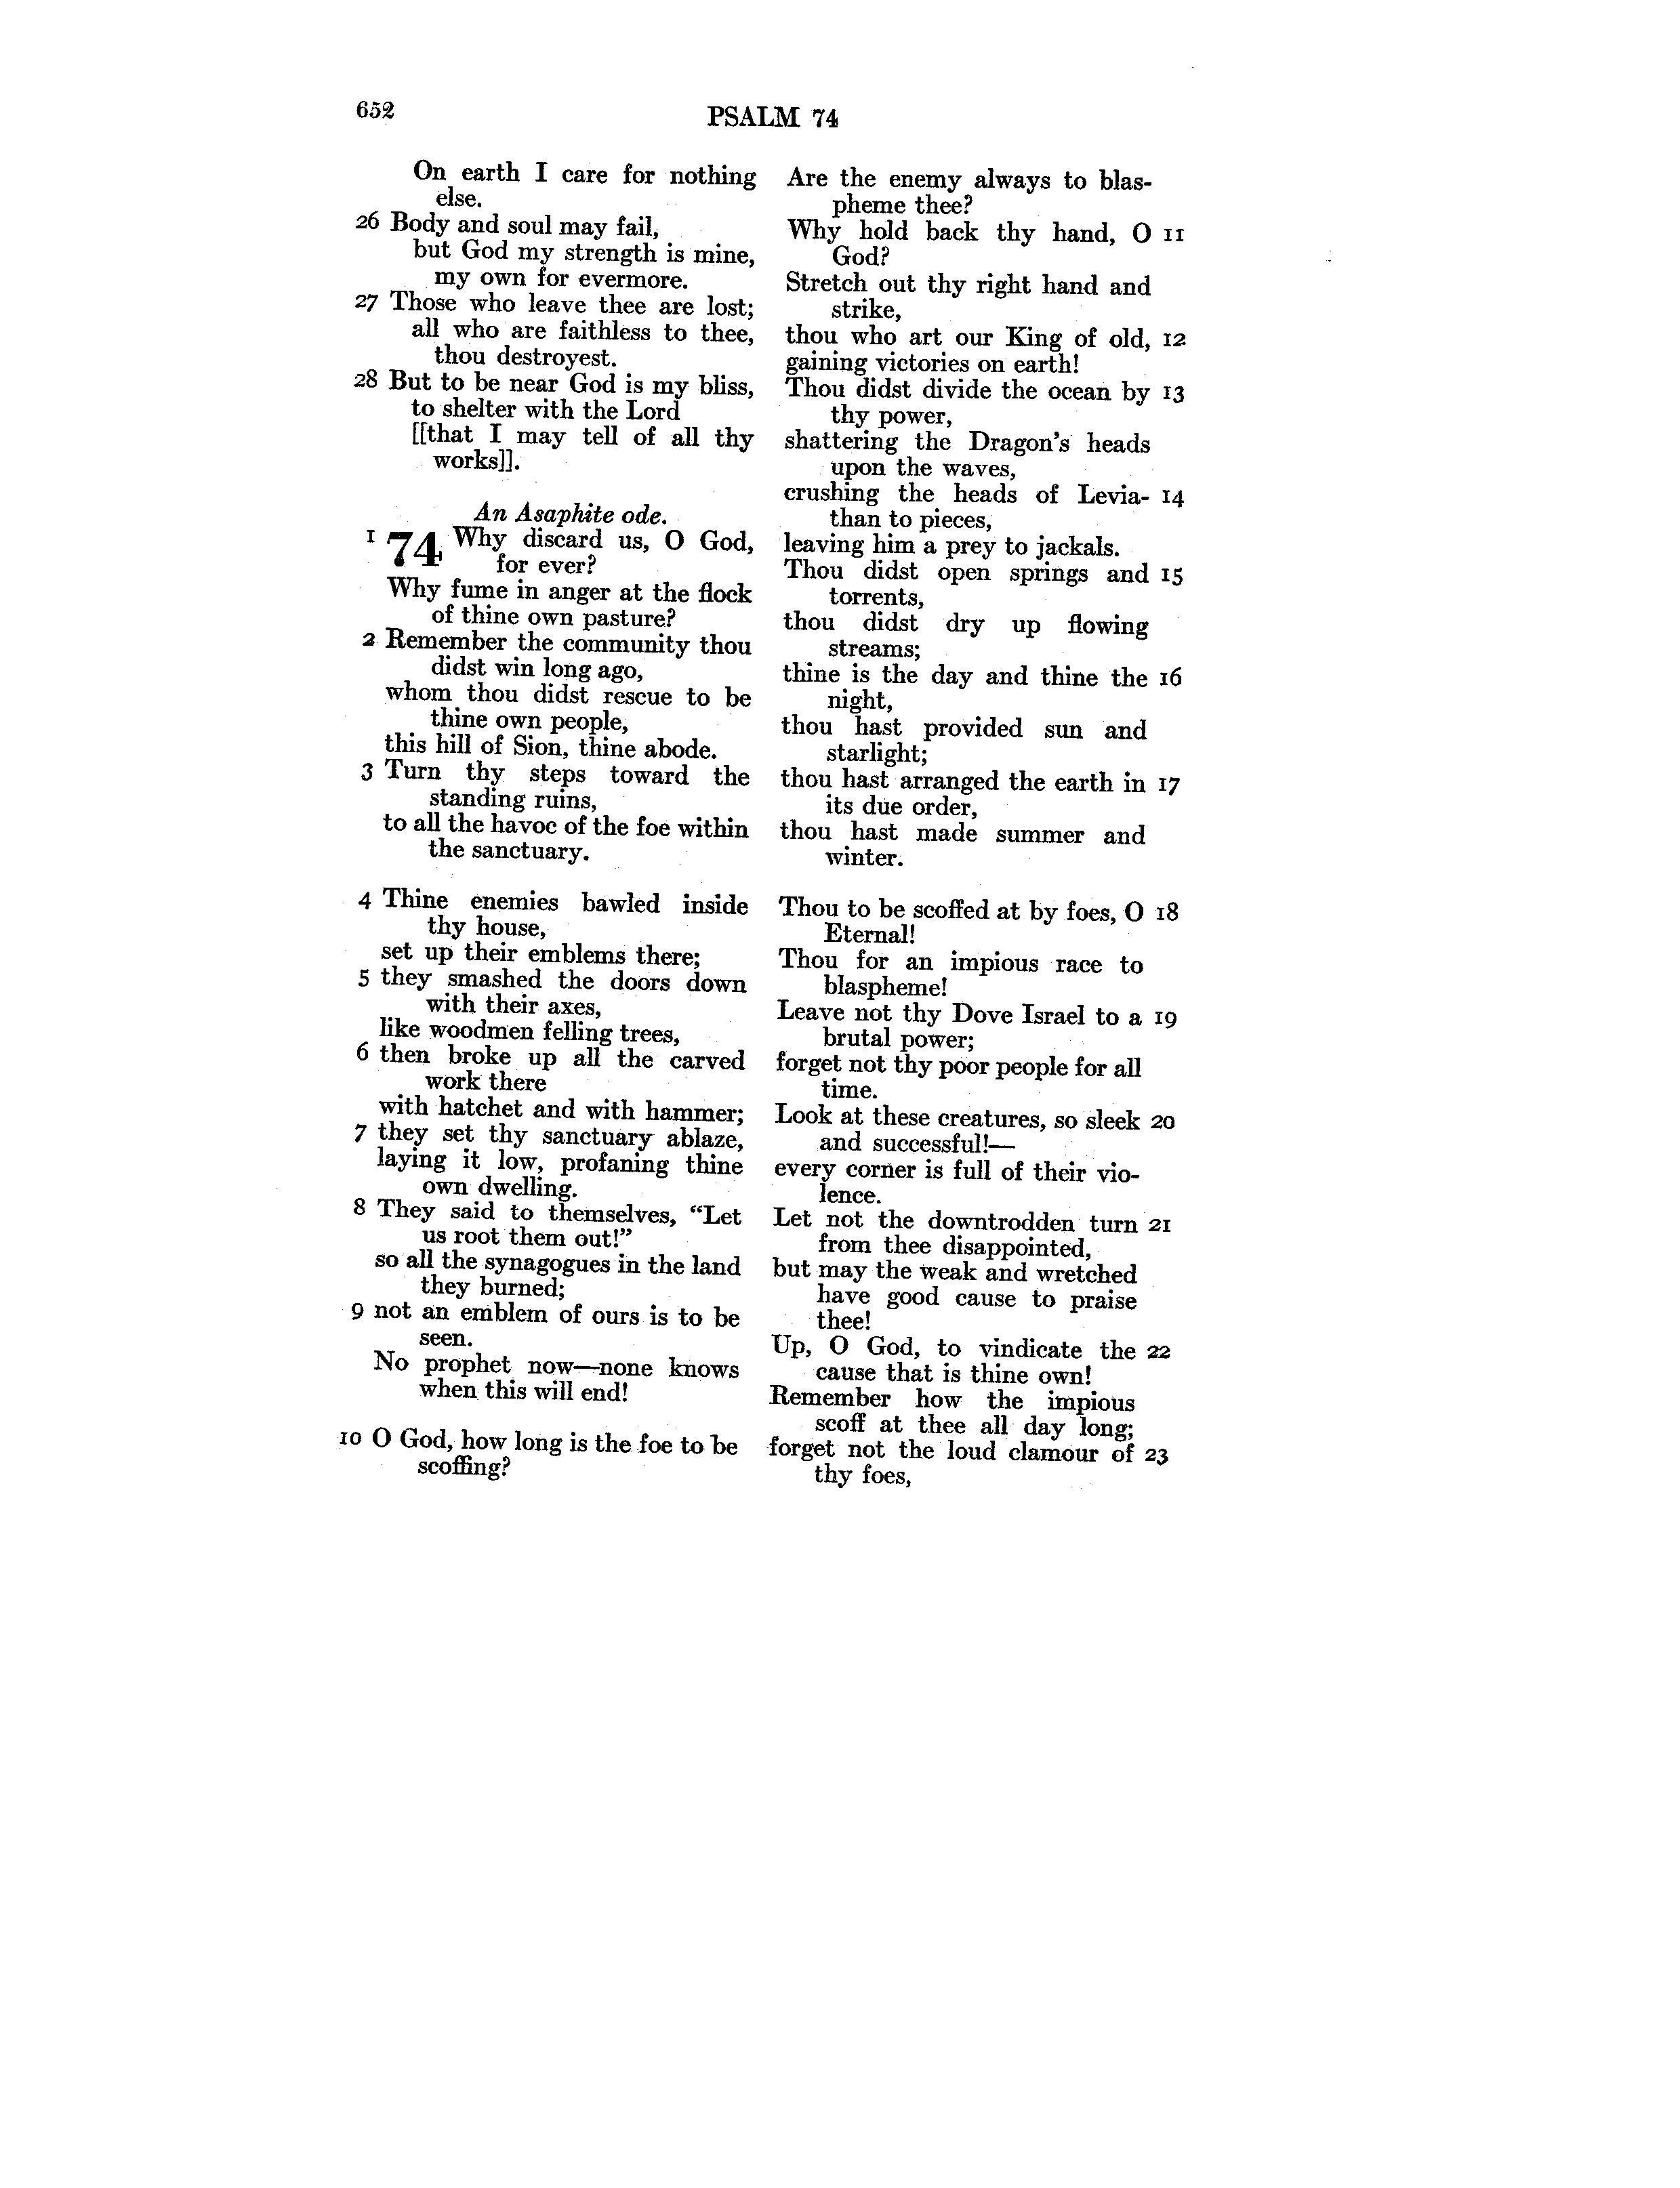 652
PSALM 74
On earth I care for nothing
else.
26 Body and soul may fail,
but God my strength is mine,
my own for evermore.
27 Those who leave thee are lost;
all who are faithless to thee,
thou destroyest.
28 But to be near God is my bliss,
to shelter with the Lord
[[that I may tell of all thy
works]].
An Asaphite ode.
1 74 Why discard us, O God,
for ever?
Why fume in anger at the flock
of thine own pasture?
2 Remember the community thou
didst win long ago,
whom thou didst rescue to be
thine own people,
this hill of Sion, thine abode.
3 Turn thy steps toward the
standing ruins,
to all the havoc of the foe within
the sanctuary.
4 Thine enemies bawled inside
thy house,
set up their emblems there;
5 they smashed the doors down
with their axes,
like woodmen felling trees,
6 then broke up all the carved
work there
with hatchet and with hammer;
7 they set thy sanctuary ablaze,
laying it low, profaning thine
own dwelling.
8 They said to themselves, “Let
us root them out!”
so all the synagogues in the land
they burned;
9 not an emblem of ours is to be
seen.
No prophet now—none knows
when this will end!
10 O God, how long is the foe to be
scoffing?
Are the enemy always to blas-
pheme thee?
Why hold back thy hand, O 11
God?
Stretch out thy right hand and
strike,
thou who art our King of old, 12
gaining victories on earth!
Thou didst divide the ocean by 13
thy power,
shattering the Dragon’s heads
upon the waves,
crushing the heads of Levia- 14
than to pieces,
leaving him a prey to jackals.
Thou didst open springs and 15
torrents,
thou didst dry up flowing
streams;
thine is the day and thine the 16
night,
thou hast provided sun and
starlight;
thou hast arranged the earth in 17
its due order,
thou hast made summer and
winter.
Thou to be scoffed at by foes, O 18
Eternal!
Thou for an impious race to
blaspheme!
Leave not thy Dove Israel to a 19
brutal power;
forget not thy poor people for all
time.
Look at these creatures, so sleek 20
and successful!—
every corner is full of their vio-
lence.
Let not the downtrodden turn 21
from thee disappointed,
but may the weak and wretched
have good cause to praise
thee!
Up, O God, to vindicate the 22
cause that is thine own!
Remember how the impious
scoff at thee all day long;
forget not the loud clamour of 23
thy foes,